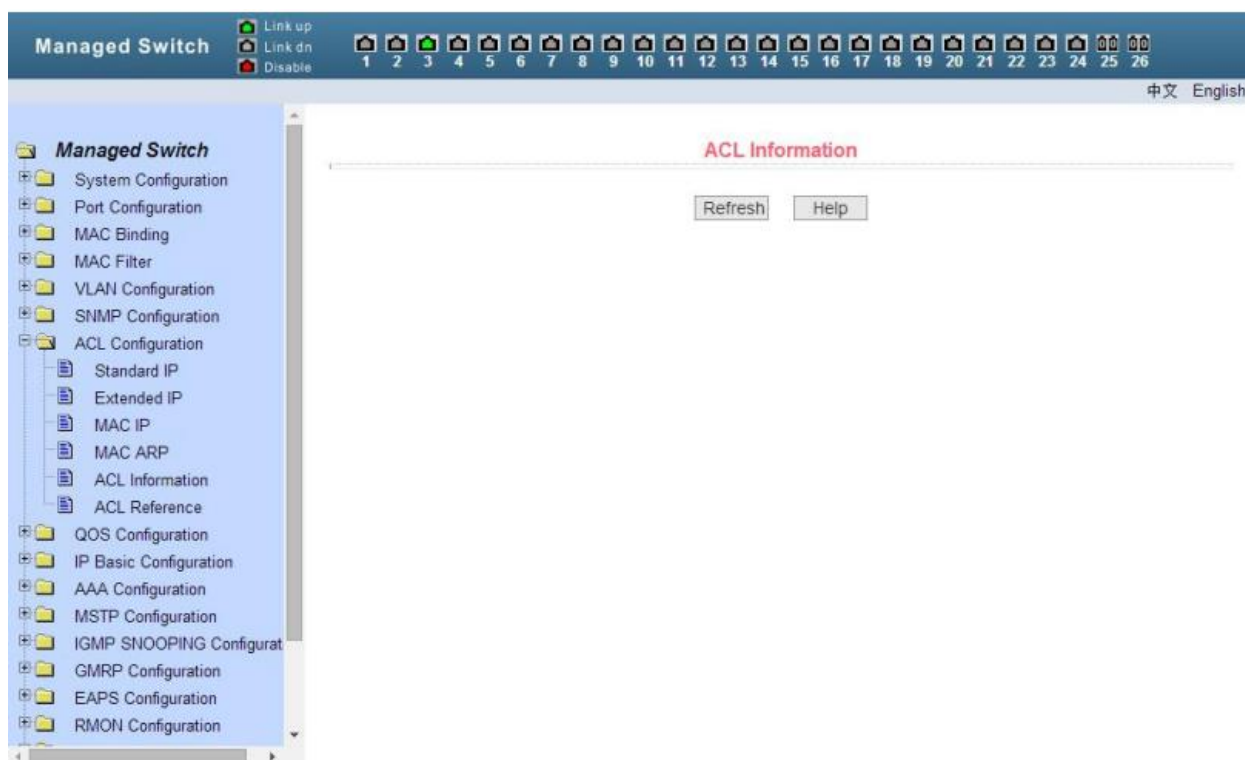 Managed Switch
Link up
Link dn
Disable
1 2 3 4 5 6 7 8 9 10 11 12 13 14 15 16 17 18 19 20 21 22 23 24 25 26
中文 English
Managed Switch
System Configuration
Port Configuration
MAC Binding
MAC Filter
VLAN Configuration
SNMP Configuration
ACL Configuration
Standard IP
Extended IP
MAC IP
MAC ARP
ACL Information
ACL Reference
QOS Configuration
IP Basic Configuration
AAA Configuration
MSTP Configuration
IGMP SNOOPING Configurat
GMRP Configuration
EAPS Configuration
RMON Configuration
ACL Information
Refresh Help